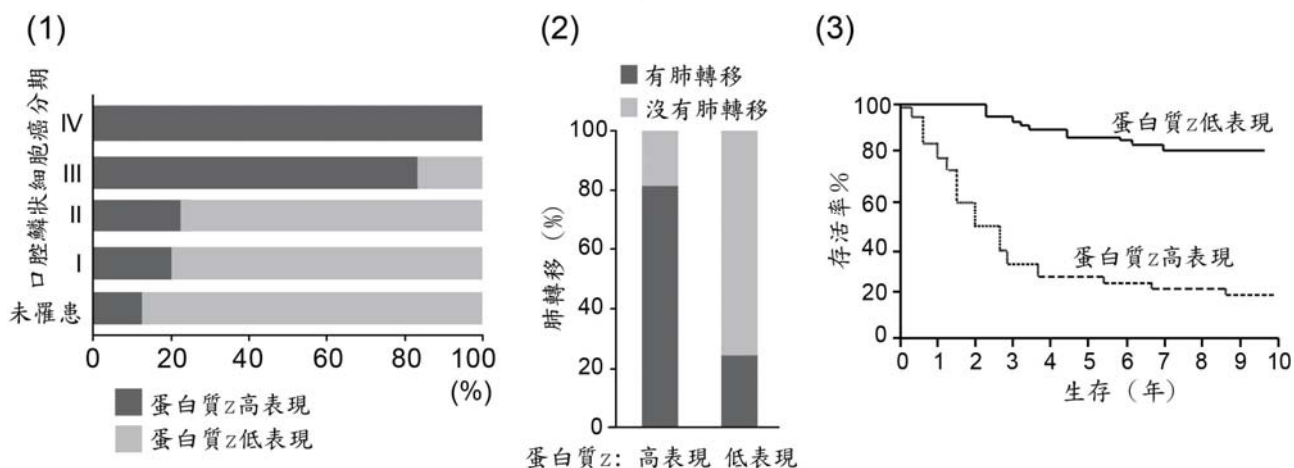 (1)
口腔鱗狀細胞癌分期
IV
III
II
I
未罹患
0 20 40 60 80 100
(%)
蛋白質z高表現
蛋白質z低表現
(2)
有肺轉移
沒有肺轉移
肺轉移 (%)
100
80
60
40
20
0
蛋白質z: 高表現 低表現
(3)
存活率%
100
80
60
40
20
0
蛋白質z低表現
蛋白質z高表現
0 1 2 3 4 5 6 7 8 9 10
生存 (年)